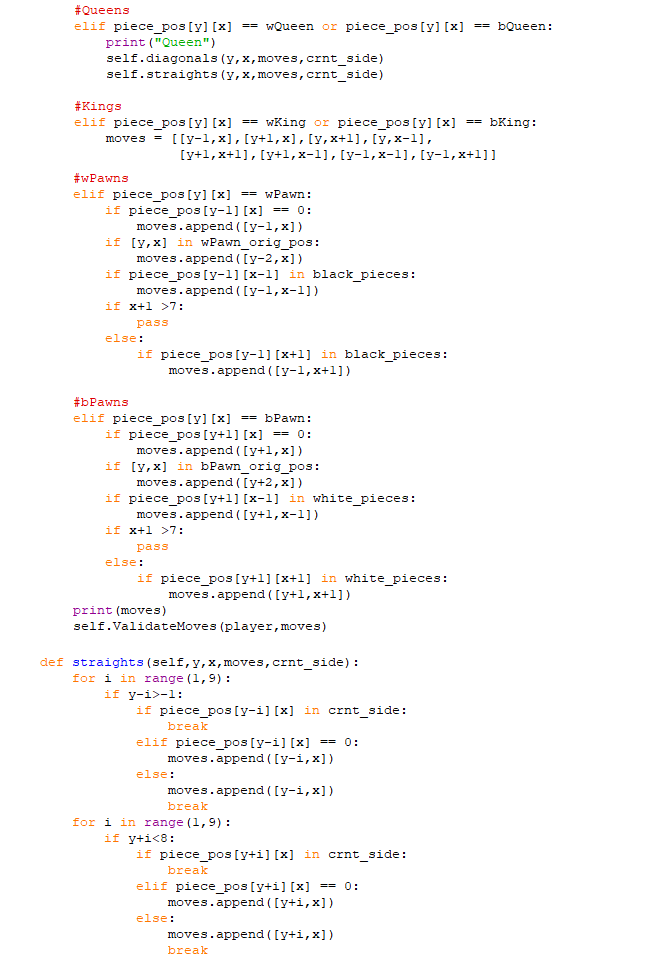 #Queens
elif piece_pos[y][x] == wQueen or piece_pos[y][x] == bQueen:
    print("Queen")
    self.diagonals(y,x,moves,crnt_side)
    self.straights(y,x,moves,crnt_side)
#Kings
elif piece_pos[y][x] == wKing or piece_pos[y][x] == bKing:
    moves = [[y-1,x],[y+1,x],[y,x+1],[y,x-1],
             [y+1,x+1],[y+1,x-1],[y-1,x-1],[y-1,x+1]]
#wPawns
elif piece_pos[y][x] == wPawn:
    if piece_pos[y-1][x] == 0:
        moves.append([y-1,x])
    if [y,x] in wPawn_orig_pos:
        moves.append([y-2,x])
    if piece_pos[y-1][x-1] in black_pieces:
        moves.append([y-1,x-1])
    if x+1 >7:
        pass
    else:
        if piece_pos[y-1][x+1] in black_pieces:
            moves.append([y-1,x+1])
#bPawns
elif piece_pos[y][x] == bPawn:
    if piece_pos[y+1][x] == 0:
        moves.append([y+1,x])
    if [y,x] in bPawn_orig_pos:
        moves.append([y+2,x])
    if piece_pos[y+1][x-1] in white_pieces:
        moves.append([y+1,x-1])
    if x+1 >7:
        pass
    else:
        if piece_pos[y+1][x+1] in white_pieces:
            moves.append([y+1,x+1])
print(moves)
self.ValidateMoves(player,moves)
def straights(self,y,x,moves,crnt_side):
    for i in range(1,9):
        if y-i>-1:
            if piece_pos[y-i][x] in crnt_side:
                break
            elif piece_pos[y-i][x] == 0:
                moves.append([y-i,x])
            else:
                moves.append([y-i,x])
                break
    for i in range(1,9):
        if y+i<8:
            if piece_pos[y+i][x] in crnt_side:
                break
            elif piece_pos[y+i][x] == 0:
                moves.append([y+i,x])
            else:
                moves.append([y+i,x])
                break